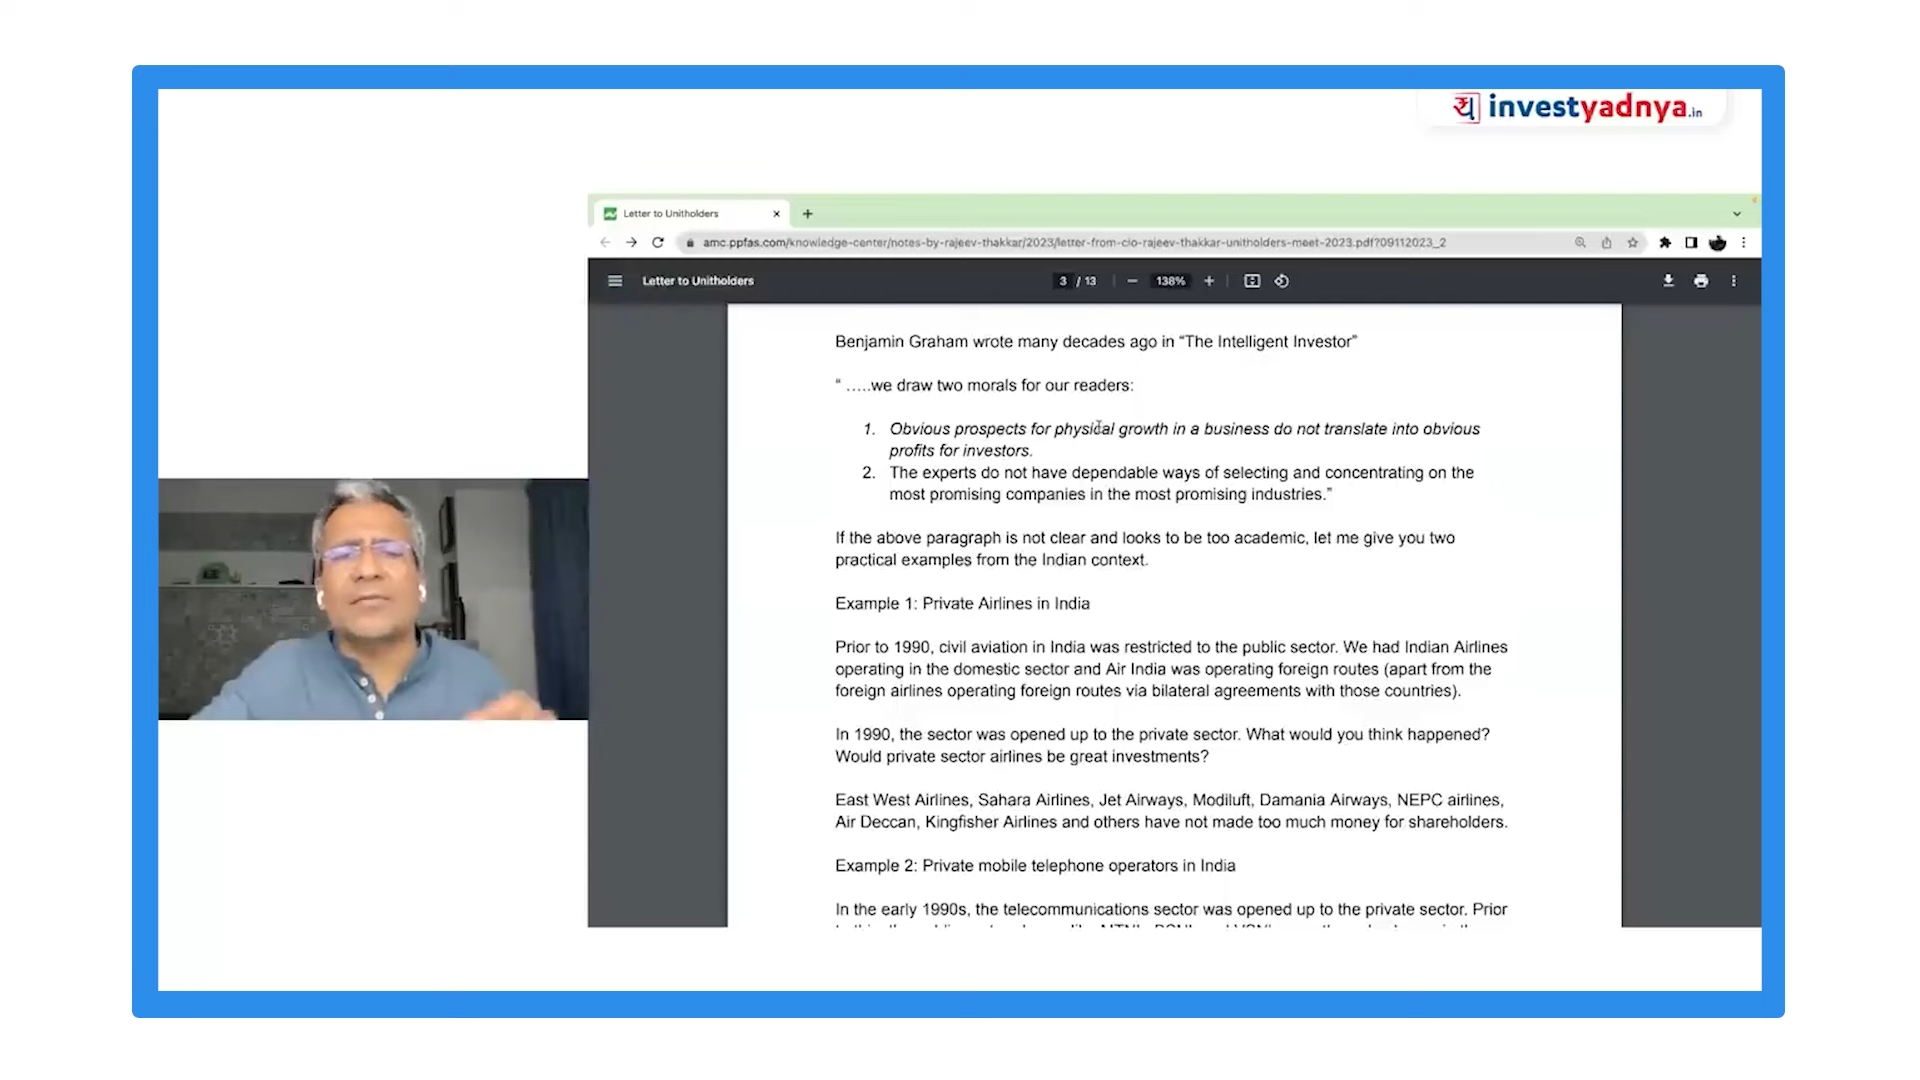 investyadnya.in
Letter to Unitholders
amc.ppfas.com/knowledge-center/notes-by-rajeev-thakkar/2023/letter-from-cio-rajeev-thakkar-unitholders-meet-2023.pdf?09112023_2
Letter to Unitholders 3 / 13 138%
Benjamin Graham wrote many decades ago in “The Intelligent Investor”
“ …..we draw two morals for our readers:
1. Obvious prospects for physical growth in a business do not translate into obvious
profits for investors.
2. The experts do not have dependable ways of selecting and concentrating on the
most promising companies in the most promising industries.”
If the above paragraph is not clear and looks to be too academic, let me give you two
practical examples from the Indian context.
Example 1: Private Airlines in India
Prior to 1990, civil aviation in India was restricted to the public sector. We had Indian Airlines
operating in the domestic sector and Air India was operating foreign routes (apart from the
foreign airlines operating foreign routes via bilateral agreements with those countries).
In 1990, the sector was opened up to the private sector. What would you think happened?
Would private sector airlines be great investments?
East West Airlines, Sahara Airlines, Jet Airways, Modiluft, Damania Airways, NEPC airlines,
Air Deccan, Kingfisher Airlines and others have not made too much money for shareholders.
Example 2: Private mobile telephone operators in India
In the early 1990s, the telecommunications sector was opened up to the private sector. Prior